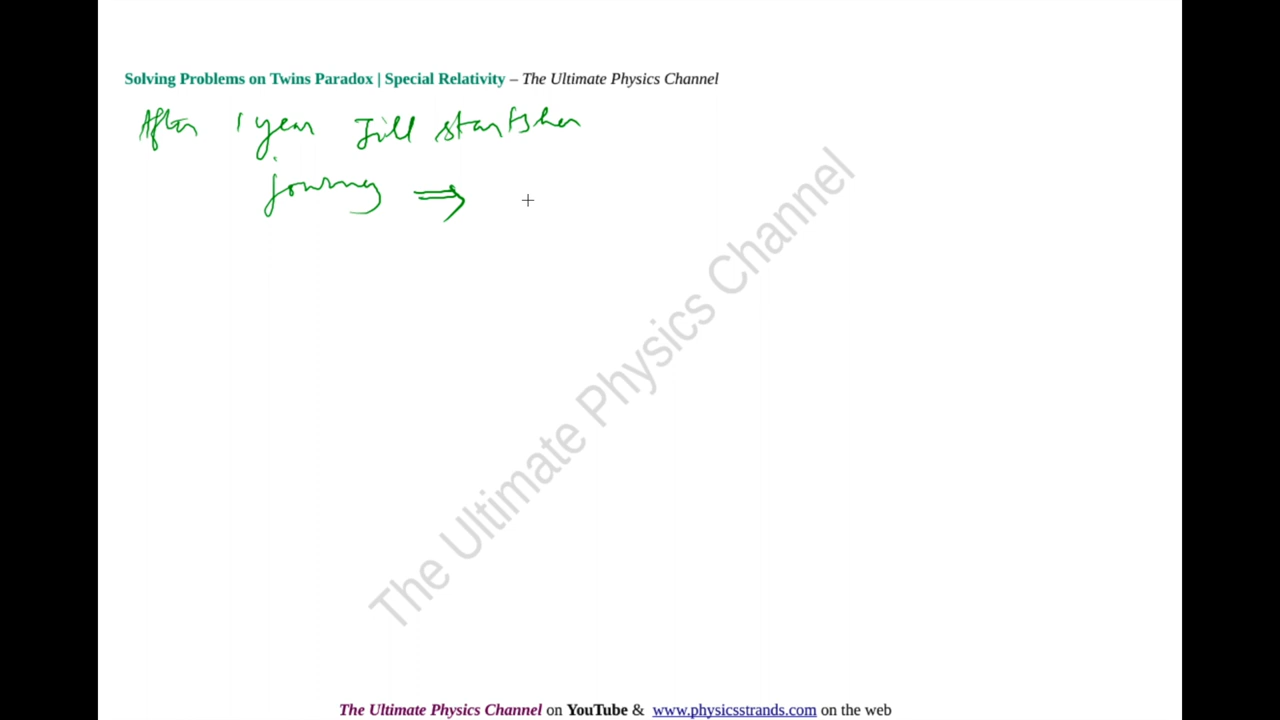 Solving Problems on Twins Paradox | Special Relativity – The Ultimate Physics Channel
After 1 year Jill starts her
journey ⇒
The Ultimate Physics Channel
The Ultimate Physics Channel on YouTube & www.physicsstrands.com on the web